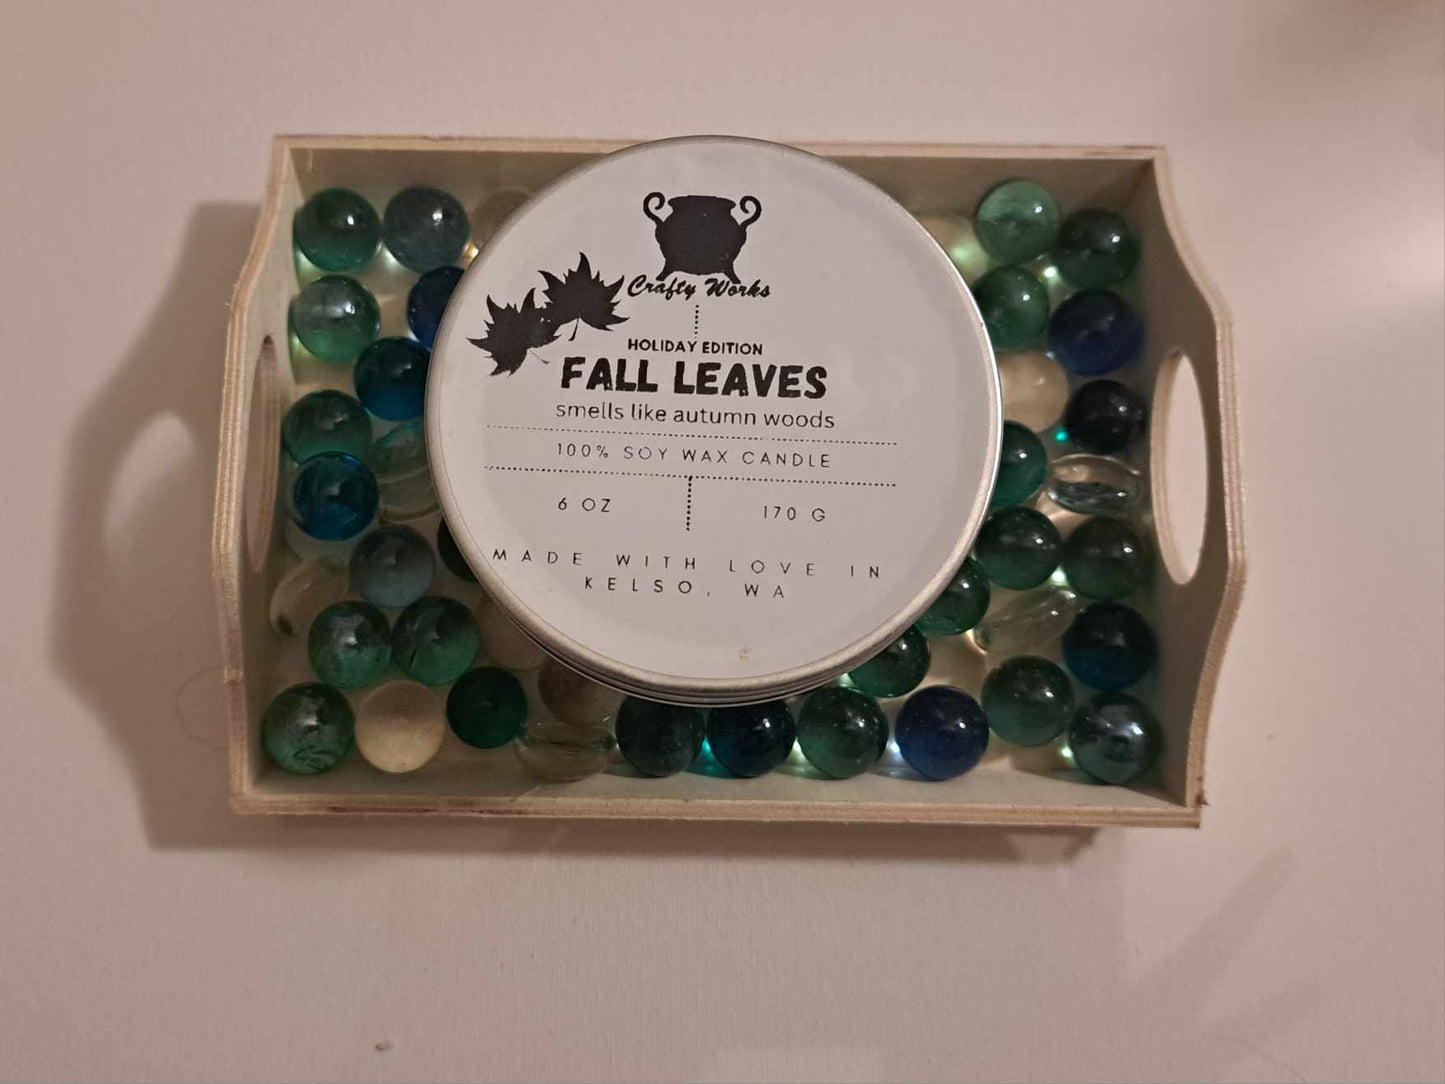 Crafty Works
HOLIDAY EDITION
FALL LEAVES
smells like autumn woods
100% SOY WAX CANDLE
6 OZ 170 G
MADE WITH LOVE IN
KELSO, WA